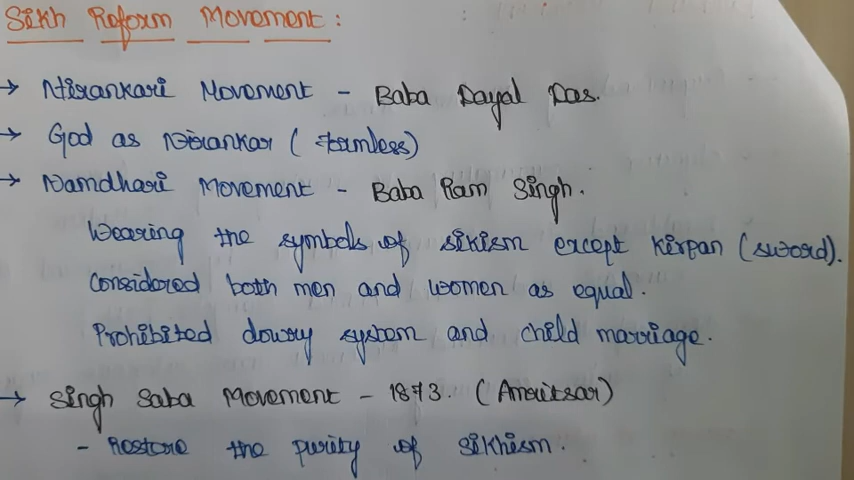 Sikh Reform Movement :
→ Nirankari Movement - Baba Dayal Das.
→ God as Nirankar ( formless)
→ Namdhari Movement - Baba Ram Singh.
Wearing the symbols of sikism except kirpan (sword).
Considered both men and women as equal.
Prohibited dowry system and child marriage.
→ Singh Saba Movement - 1873. (Amritsar)
- Restore the purity of Sikhism.